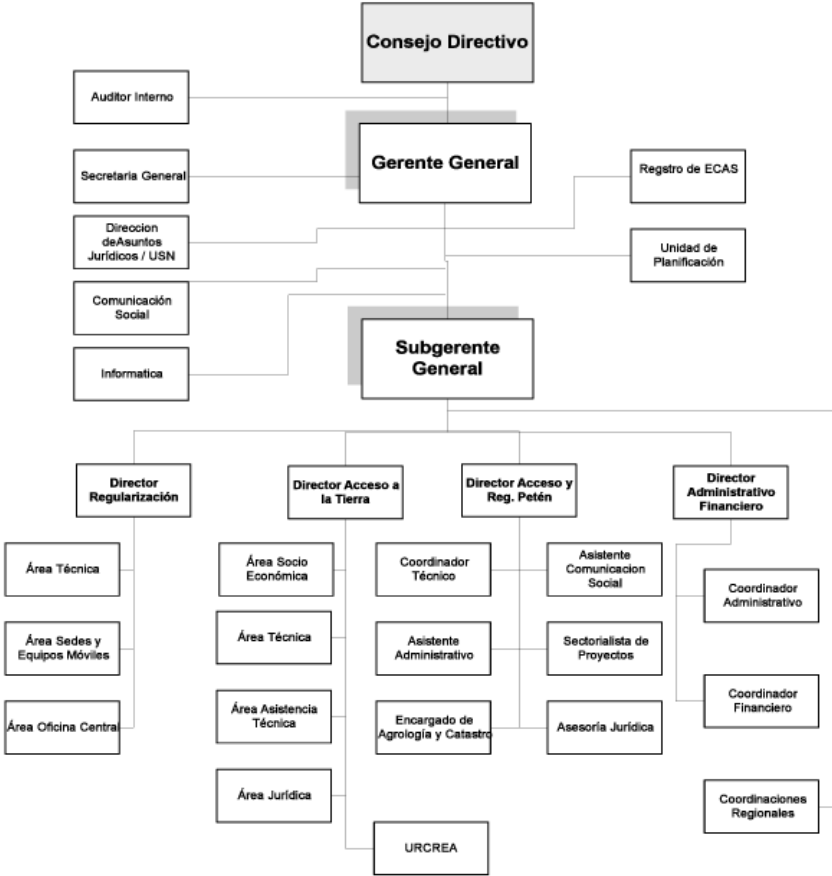 Consejo Directivo
Auditor Interno
Gerente General
Secretaria General
Regstro de ECAS
Direccion
deAsuntos
Jurídicos / USN
Unidad de
Planificación
Comunicación
Social
Subgerente
General
Informatica
Director
Regularización
Director Acceso a
la Tierra
Director Acceso y
Reg. Petén
Director
Administrativo
Financiero
Área Técnica
Área Socio
Económica
Coordinador
Técnico
Asistente
Comunicacion
Social
Coordinador
Administrativo
Área Sedes y
Equipos Móviles
Área Técnica
Asistente
Administrativo
Sectorialista de
Proyectos
Área Oficina Central
Área Asistencia
Técnica
Encargado de
Agrología y Catastro
Asesoría Jurídica
Coordinador
Financiero
Área Jurídica
Coordinaciones
Regionales
URCREA